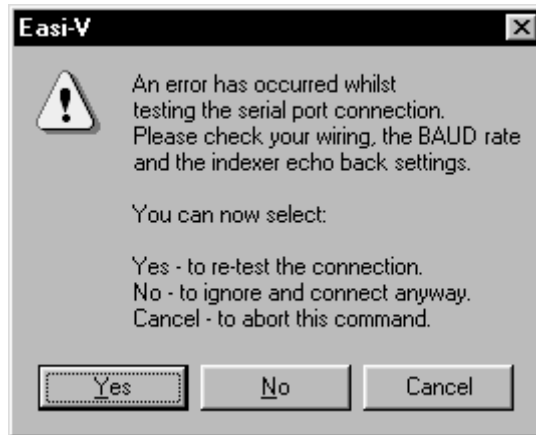 Easi-V
An error has occurred whilst
testing the serial port connection.
Please check your wiring, the BAUD rate
and the indexer echo back settings.
You can now select:
Yes - to re-test the connection.
No - to ignore and connect anyway.
Cancel - to abort this command.
Yes
No
Cancel